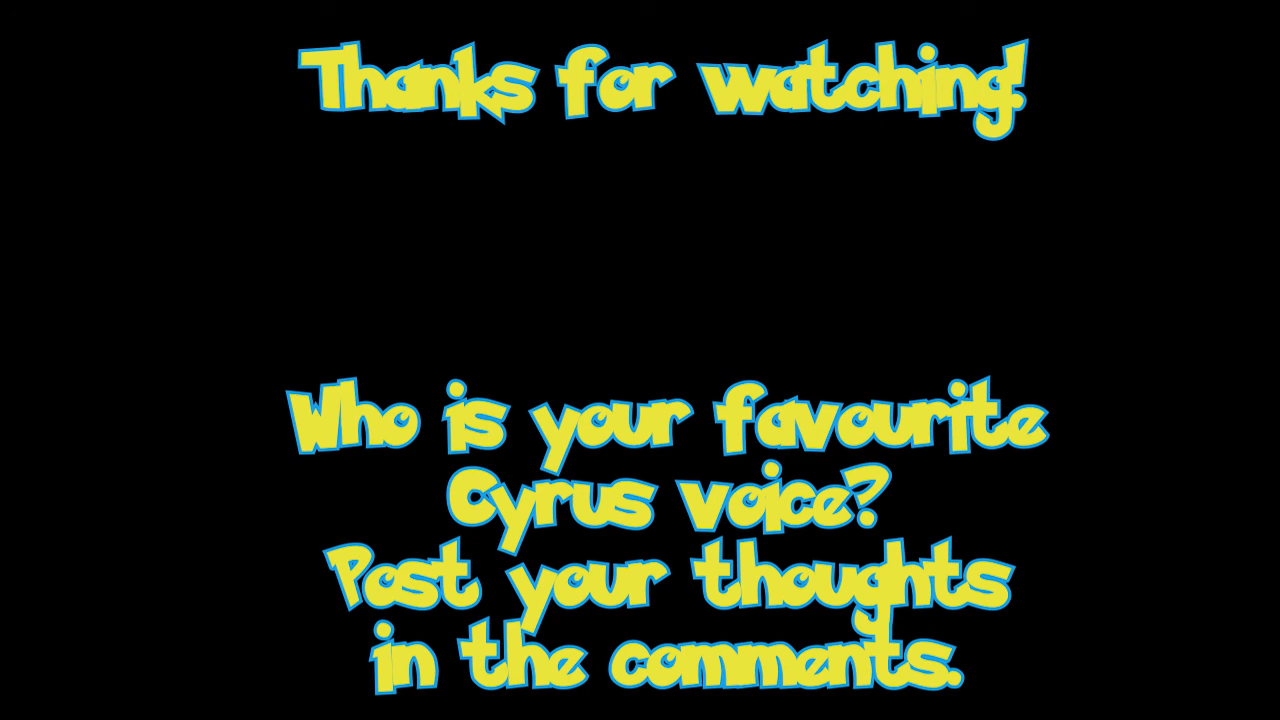 Thanks for watching!
Who is your favourite
Cyrus voice?
Post your thoughts
in the comments.